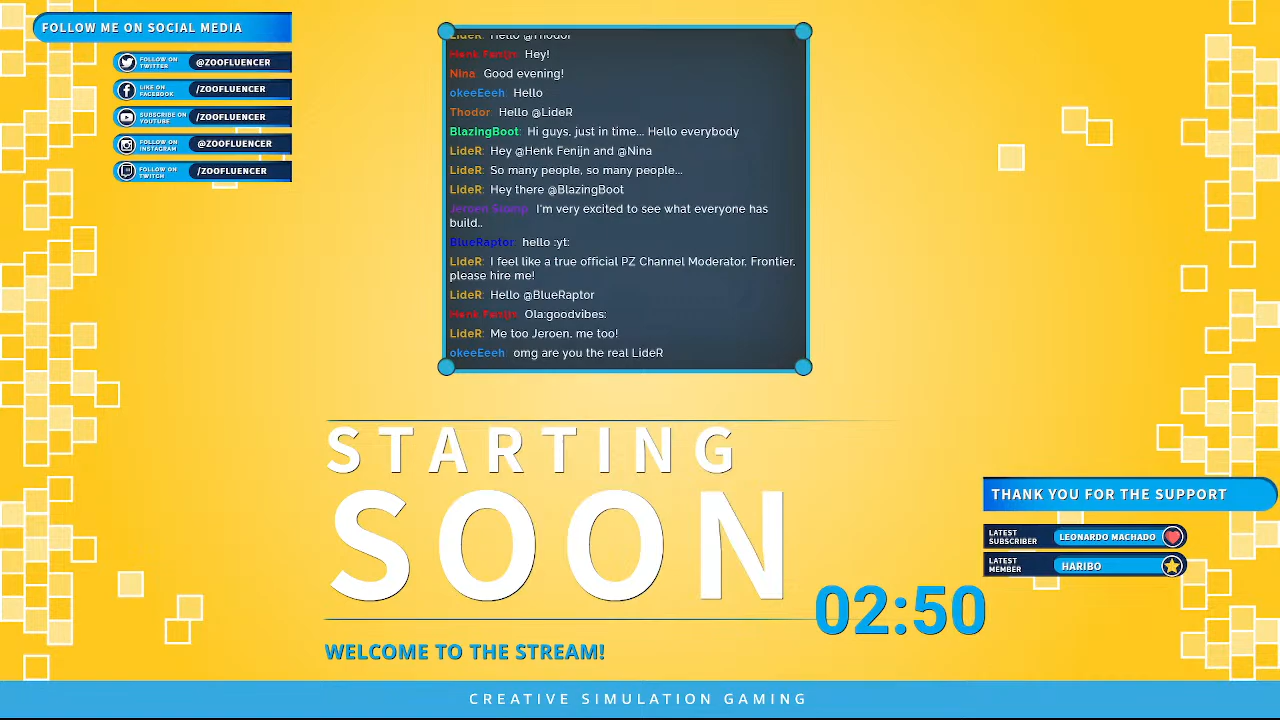 FOLLOW ME ON SOCIAL MEDIA
FOLLOW ON
TWITTER
@ZOOFLUENCER
LIKE ON
FACEBOOK
/ZOOFLUENCER
SUBSCRIBE ON
YOUTUBE
/ZOOFLUENCER
FOLLOW ON
INSTAGRAM
@ZOOFLUENCER
FOLLOW ON
TWITCH
/ZOOFLUENCER
LideR: Hello @Thodor
Henk Fenijn: Hey!
Nina: Good evening!
okeeEeeh: Hello
Thodor: Hello @LideR
BlazingBoot: Hi guys, just in time... Hello everybody
LideR: Hey @Henk Fenijn and @Nina
LideR: So many people, so many people...
LideR: Hey there @BlazingBoot
Jeroen: I'm very excited to see what everyone has
build..
BlueRaptor: hello :yt:
LideR: I feel like a true official PZ Channel Moderator. Frontier,
please hire me!
LideR: Hello @BlueRaptor
Henk Fenijn: Ola:goodvibes:
LideR: Me too Jeroen, me too!
okeeEeeh: omg are you the real LideR
STARTING
SOON
02:50
WELCOME TO THE STREAM!
THANK YOU FOR THE SUPPORT
LATEST
SUBSCRIBER
LEONARDO MACHADO
LATEST
MEMBER
HARIBO
CREATIVE SIMULATION GAMING